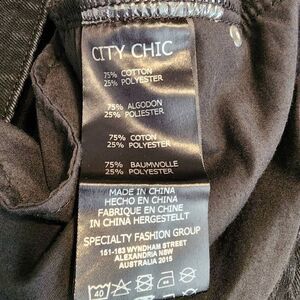 CITY CHIC
75% COTTON
25% POLYESTER
75% ALGODON
25% POLIESTER
75% COTON
25% POLYESTER
75% BAUMWOLLE
25% POLYESTER
MADE IN CHINA
HECHO EN CHINA
FABRIQUE EN CHINE
IN CHINA HERGESTELLT
SPECIALTY FASHION GROUP
151-163 WYNDHAM STREET
ALEXANDRIA NSW
AUSTRALIA 2015
40